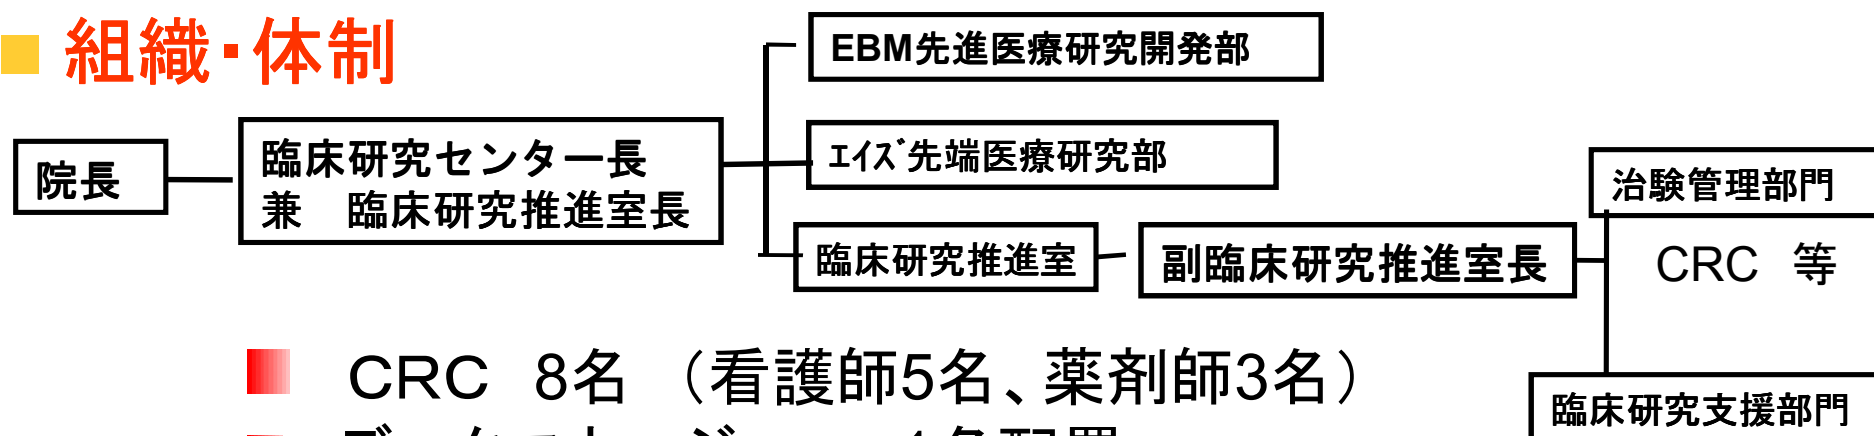 組織・体制
EBM先進医療研究開発部
院長
臨床研究センター長
兼　臨床研究推進室長
ｴｲｽﾞ先端医療研究部
臨床研究推進室
副臨床研究推進室長
治験管理部門
CRC　等
CRC　8名　（看護師5名、薬剤師3名）
臨床研究支援部門